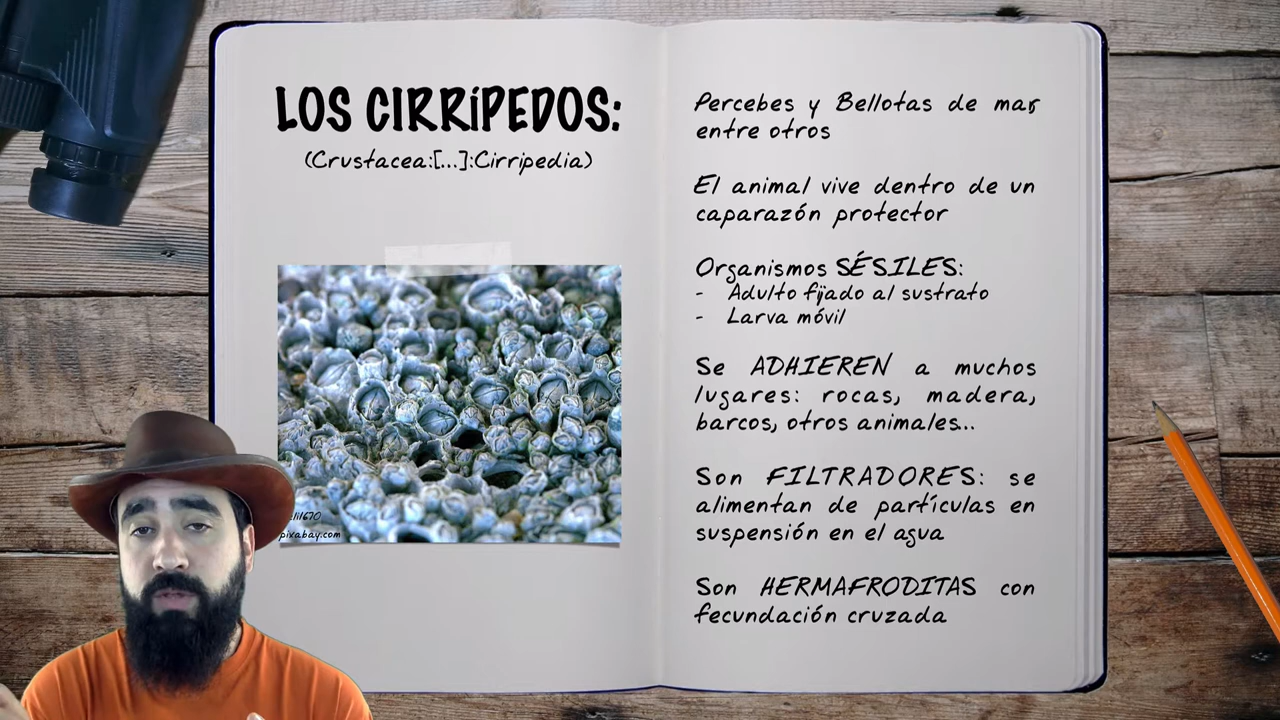 LOS CIRRÍPEDOS:
(Crustacea:[...]:Cirripedia)
pixabay.com
Percebes y Bellotas de mar,
entre otros
El animal vive dentro de un
caparazón protector
Organismos SÉSILES:
- Adulto fijado al sustrato
- Larva móvil
Se ADHIEREN a muchos
lugares: rocas, madera,
barcos, otros animales...
Son FILTRADORES: se
alimentan de partículas en
suspensión en el agua
Son HERMAFRODITAS con
fecundación cruzada